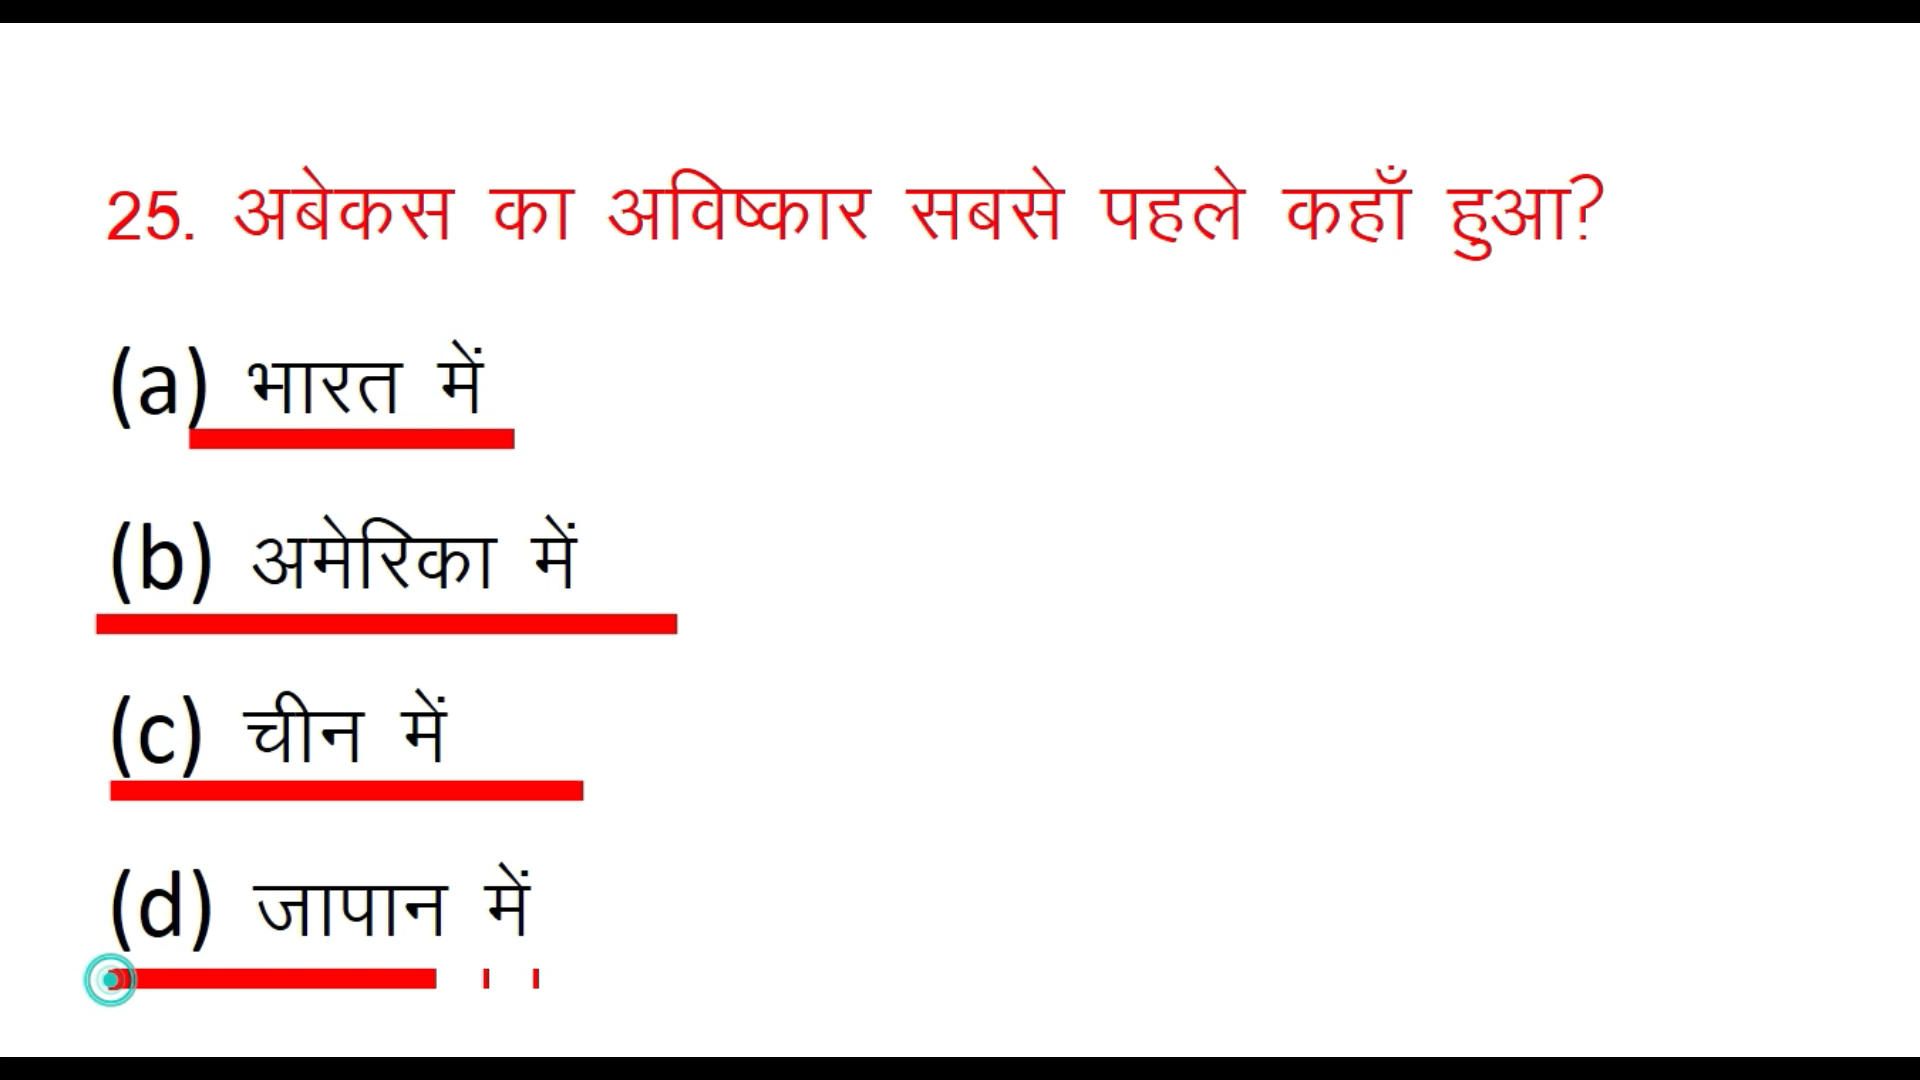 25. अबेकस का अविष्कार सबसे पहले कहाँ हुआ?
(a) भारत में
(b) अमेरिका में
(c) चीन में
(d) जापान में